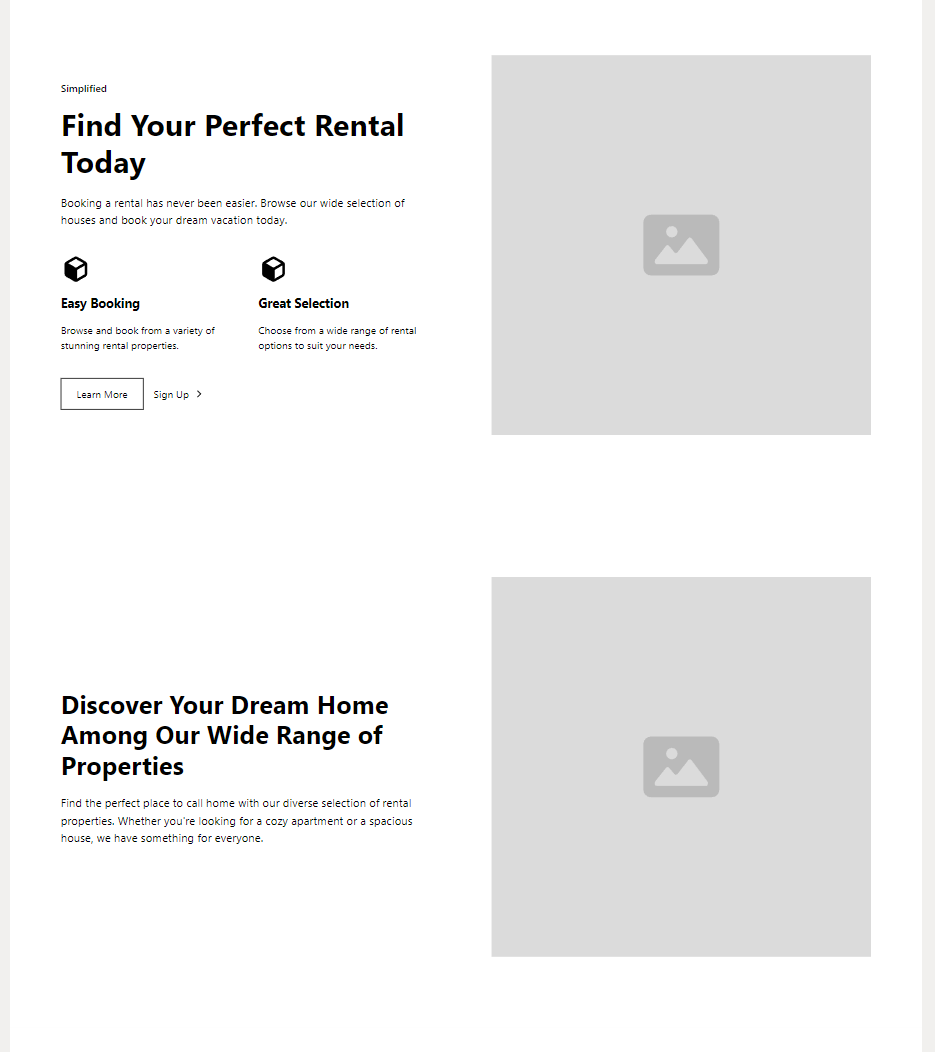 Simplified
Find Your Perfect Rental
Today
Booking a rental has never been easier. Browse our wide selection of
houses and book your dream vacation today.
Easy Booking
Browse and book from a variety of
stunning rental properties.
Great Selection
Choose from a wide range of rental
options to suit your needs.
Learn More
Sign Up
Discover Your Dream Home
Among Our Wide Range of
Properties
Find the perfect place to call home with our diverse selection of rental
properties. Whether you're looking for a cozy apartment or a spacious
house, we have something for everyone.